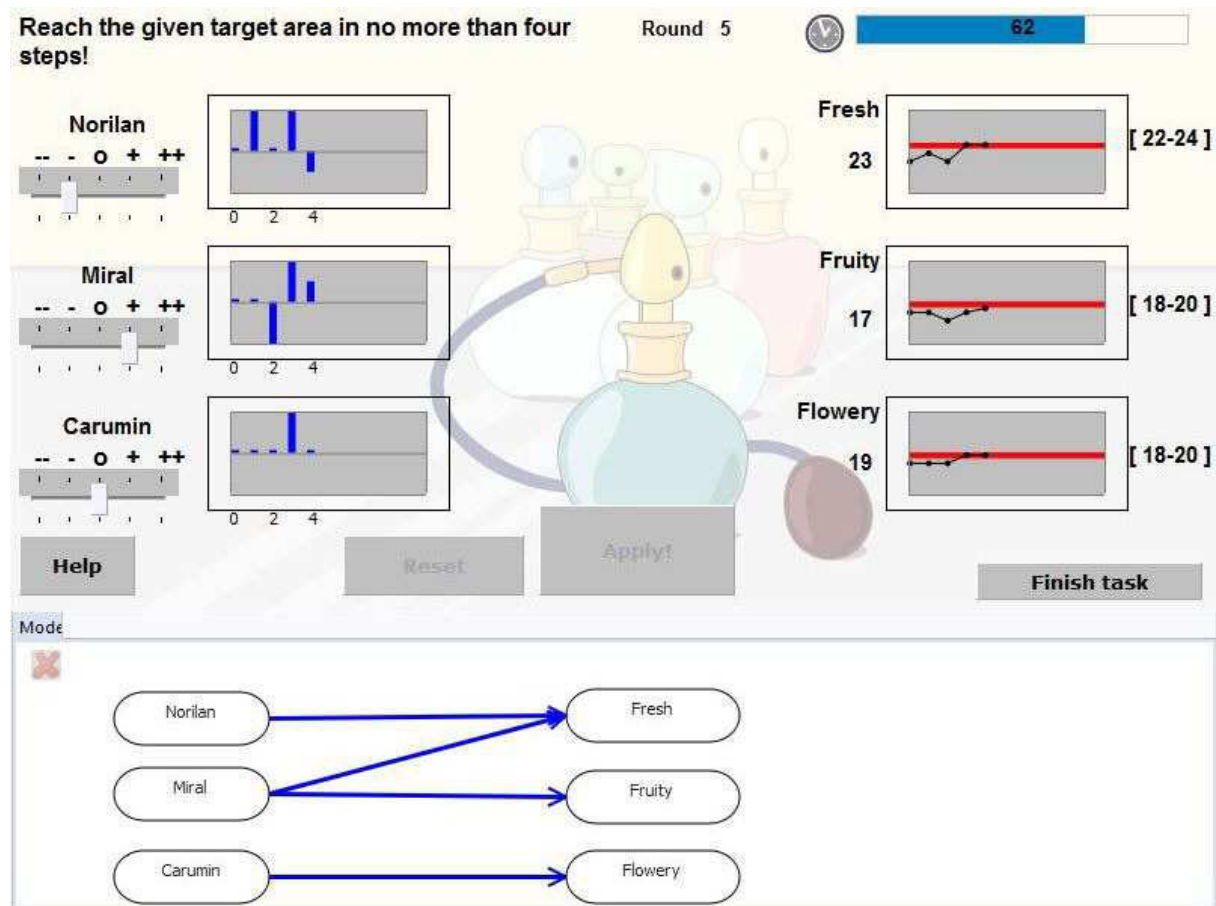 Reach the given target area in no more than four
steps!
Round 5
62
Norilan
-- - o + ++
0 2 4
Fresh
23
[ 22-24 ]
Miral
-- - o + ++
0 2 4
Fruity
17
[ 18-20 ]
Carumin
-- - o + ++
0 2 4
Flowery
19
[ 18-20 ]
Help
Reset
Apply!
Finish task
Mode
Norilan
Fresh
Miral
Fruity
Carumin
Flowery